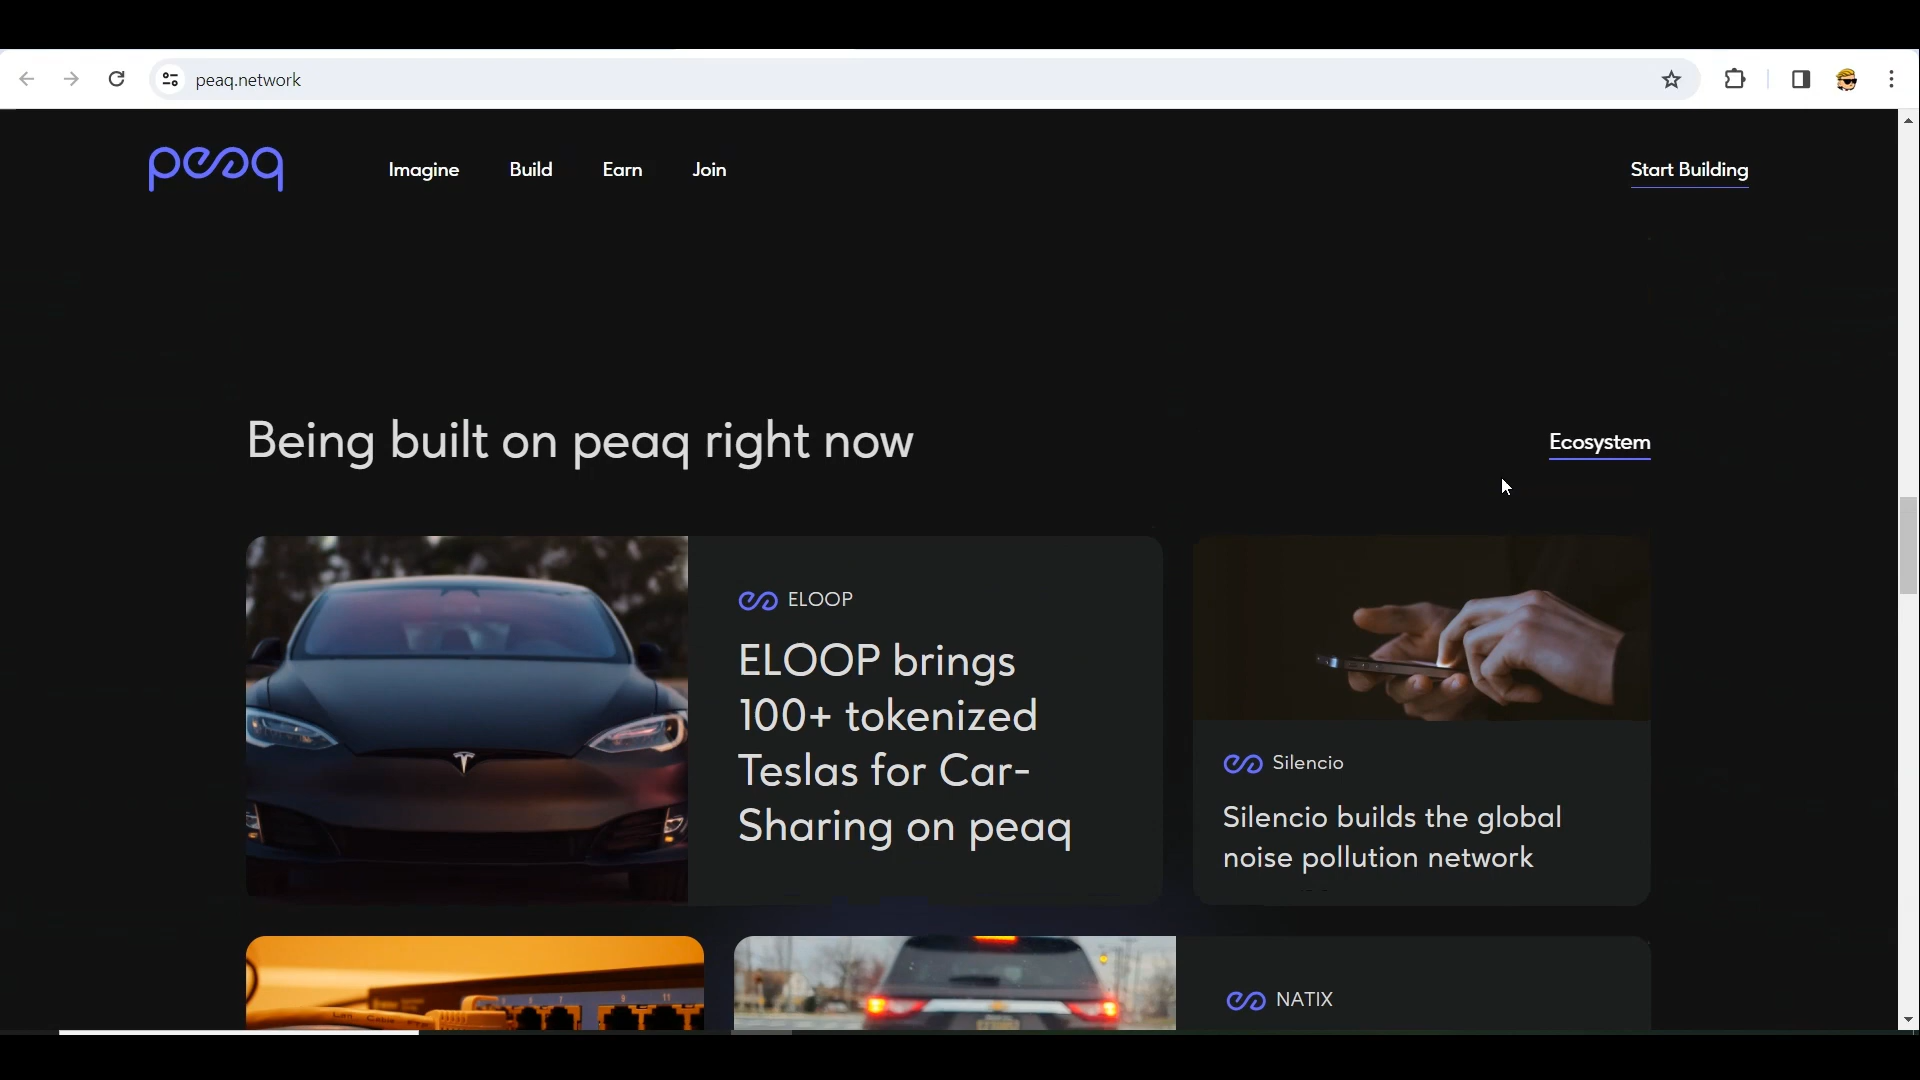 peaq.network
peaq
Imagine
Build
Earn
Join
Start Building
Being built on peaq right now
Ecosystem
ELOOP
ELOOP brings
100+ tokenized
Teslas for Car-
Sharing on peaq
Silencio
Silencio builds the global
noise pollution network
NATIX